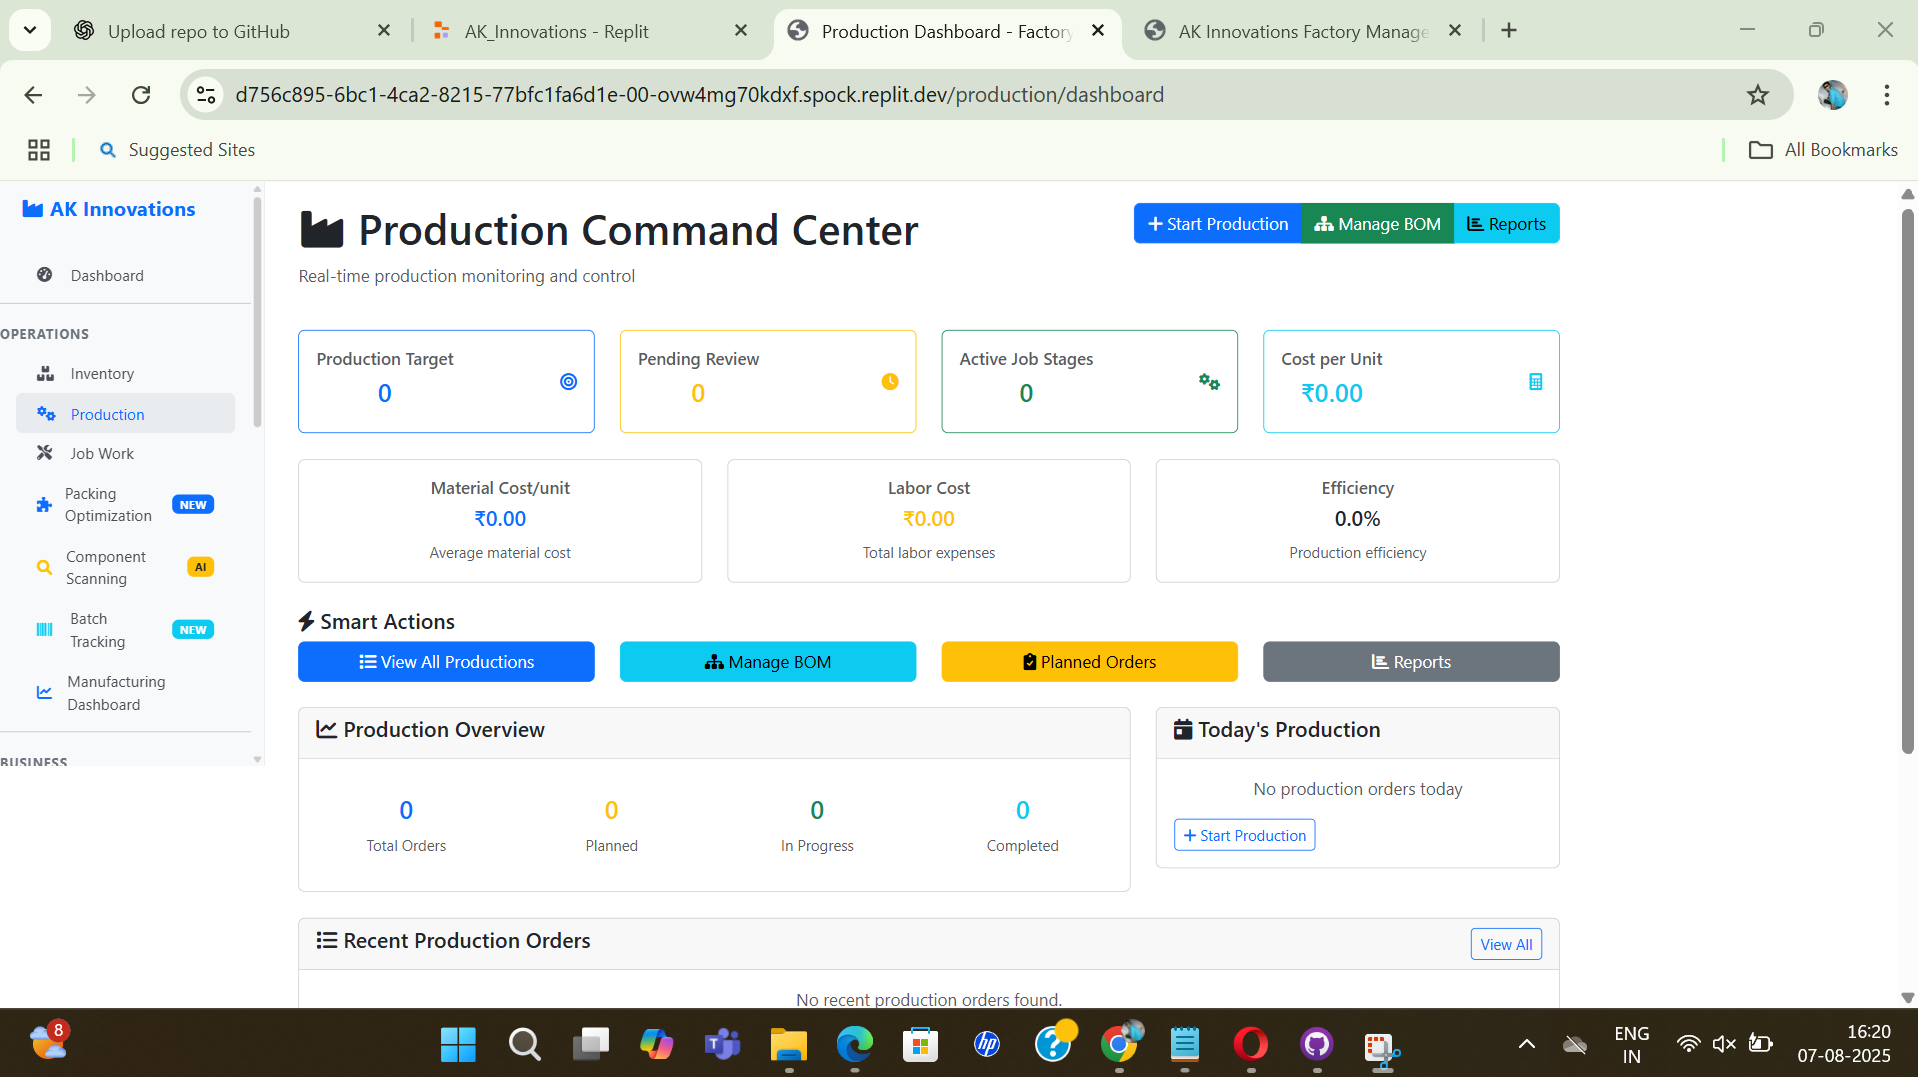 Upload repo to GitHub
AK_Innovations - Replit
Production Dashboard - Factory
AK Innovations Factory Manage
d756c895-6bc1-4ca2-8215-77bfc1fa6d1e-00-ovw4mg70kdxf.spock.replit.dev/production/dashboard
Suggested Sites
All Bookmarks
AK Innovations
Dashboard
OPERATIONS
Inventory
Production
Job Work
Packing
Optimization
NEW
Component
Scanning
AI
Batch
Tracking
NEW
Manufacturing
Dashboard
BUSINESS
Production Command Center
Real-time production monitoring and control
Start Production
Manage BOM
Reports
Production Target
0
Pending Review
0
Active Job Stages
0
Cost per Unit
₹0.00
Material Cost/unit
₹0.00
Average material cost
Labor Cost
₹0.00
Total labor expenses
Efficiency
0.0%
Production efficiency
Smart Actions
View All Productions
Manage BOM
Planned Orders
Reports
Production Overview
0
Total Orders
0
Planned
0
In Progress
0
Completed
Today's Production
No production orders today
Start Production
Recent Production Orders
View All
No recent production orders found.
8
T
hp
?
ENG
IN
16:20
07-08-2025